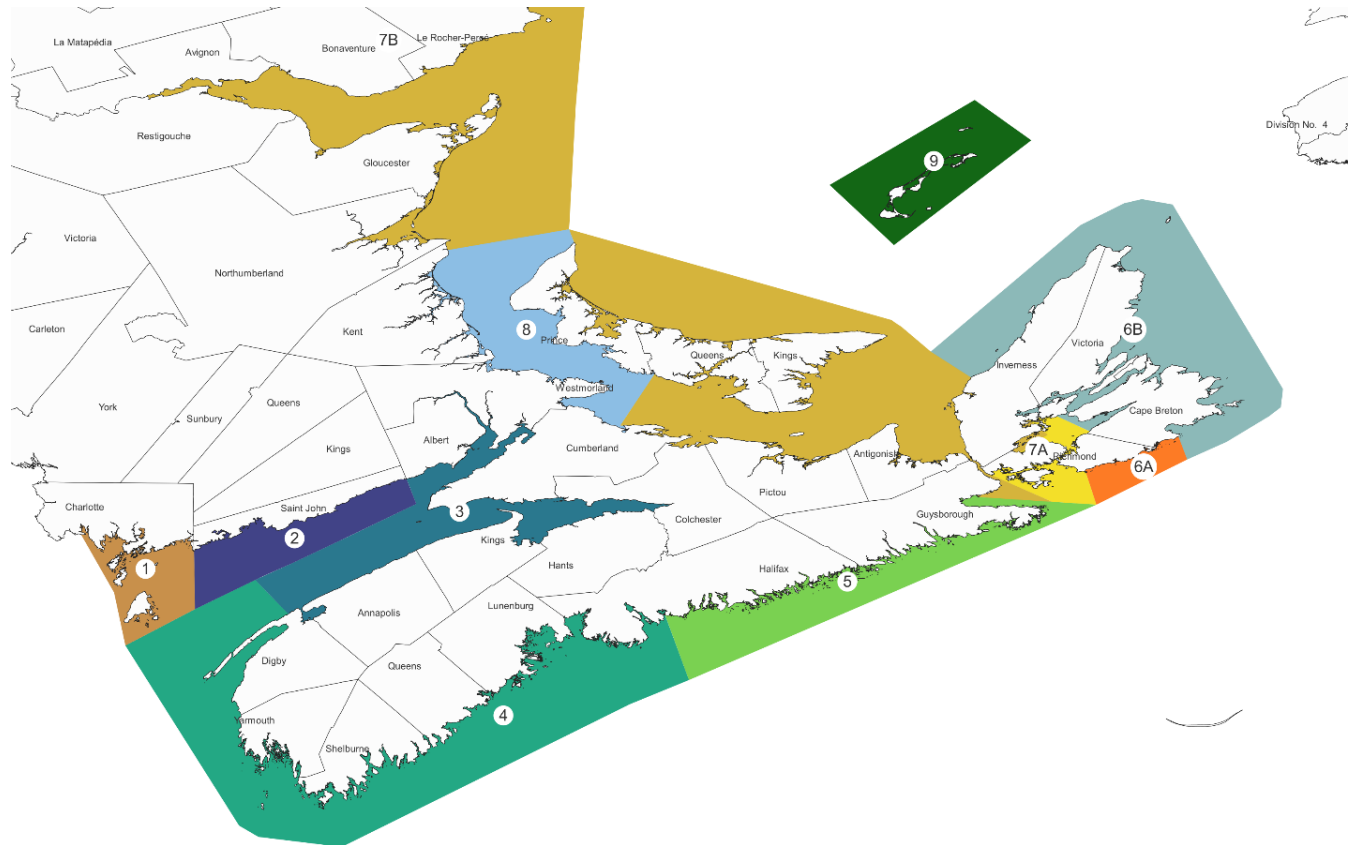 La Matapédia
Avignon
Bonaventure
7B
Le Rocher-Percé
Restigouche
Gloucester
Division No. 4
9
Victoria
Northumberland
Carleton
Kent
8
Prince
Queens
Kings
Inverness
Victoria
6B
York
Sunbury
Queens
Westmorland
Cape Breton
Kings
Albert
Cumberland
Antigonish
7A
Richmond
6A
Pictou
Charlotte
Saint John
2
3
Kings
Colchester
Guysborough
1
Hants
Halifax
5
Annapolis
Lunenburg
Digby
Queens
4
Yarmouth
Shelburne